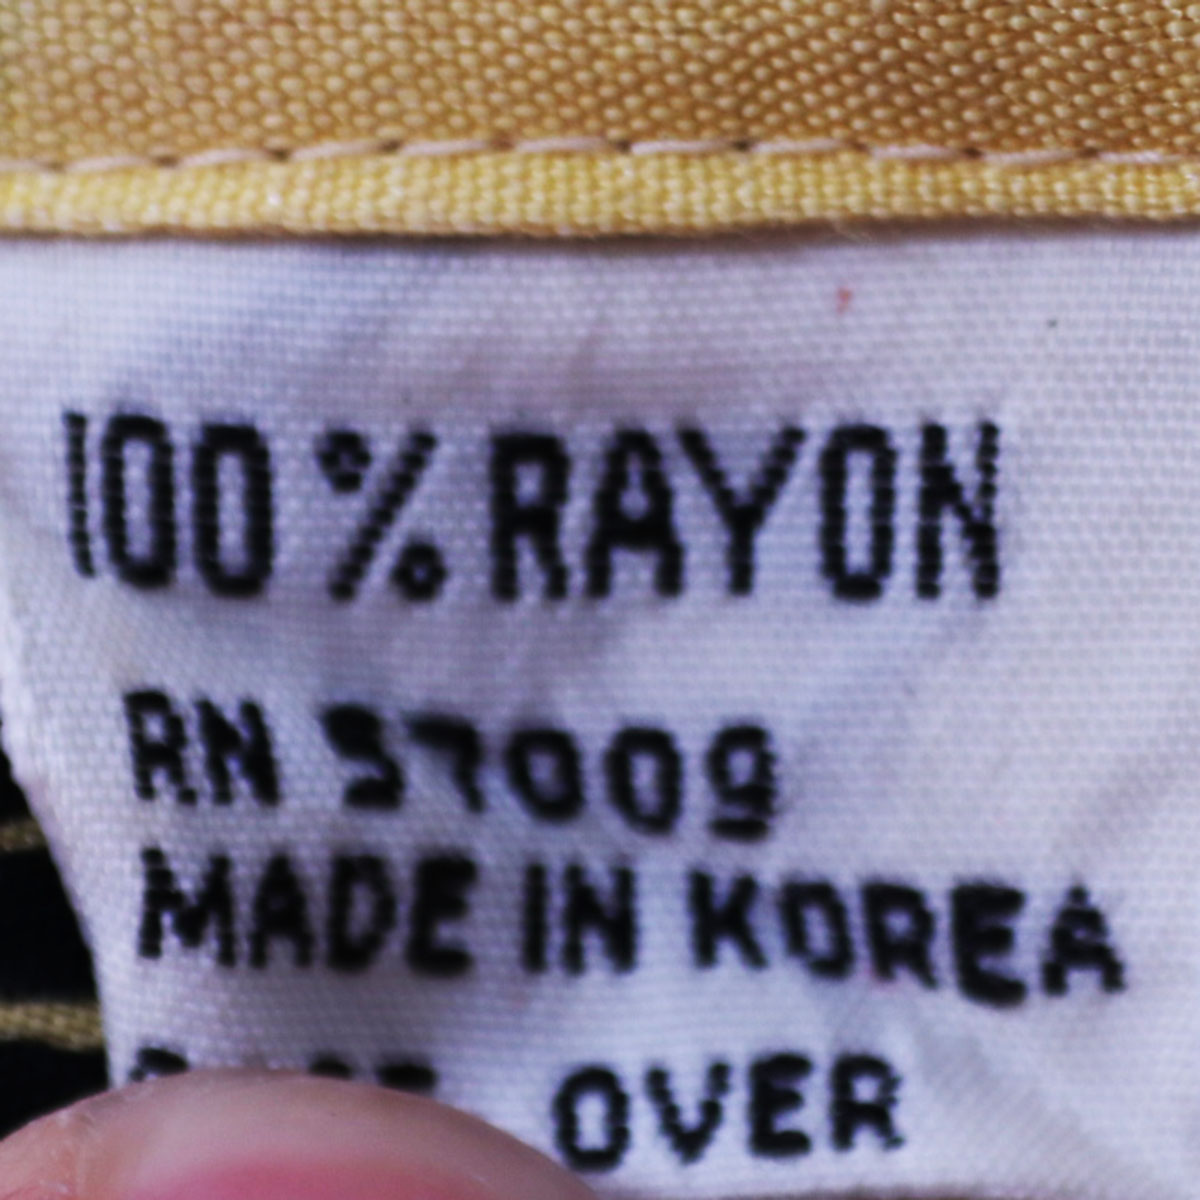 100% RAYON
RN 57009
MADE IN KOREA
OVER